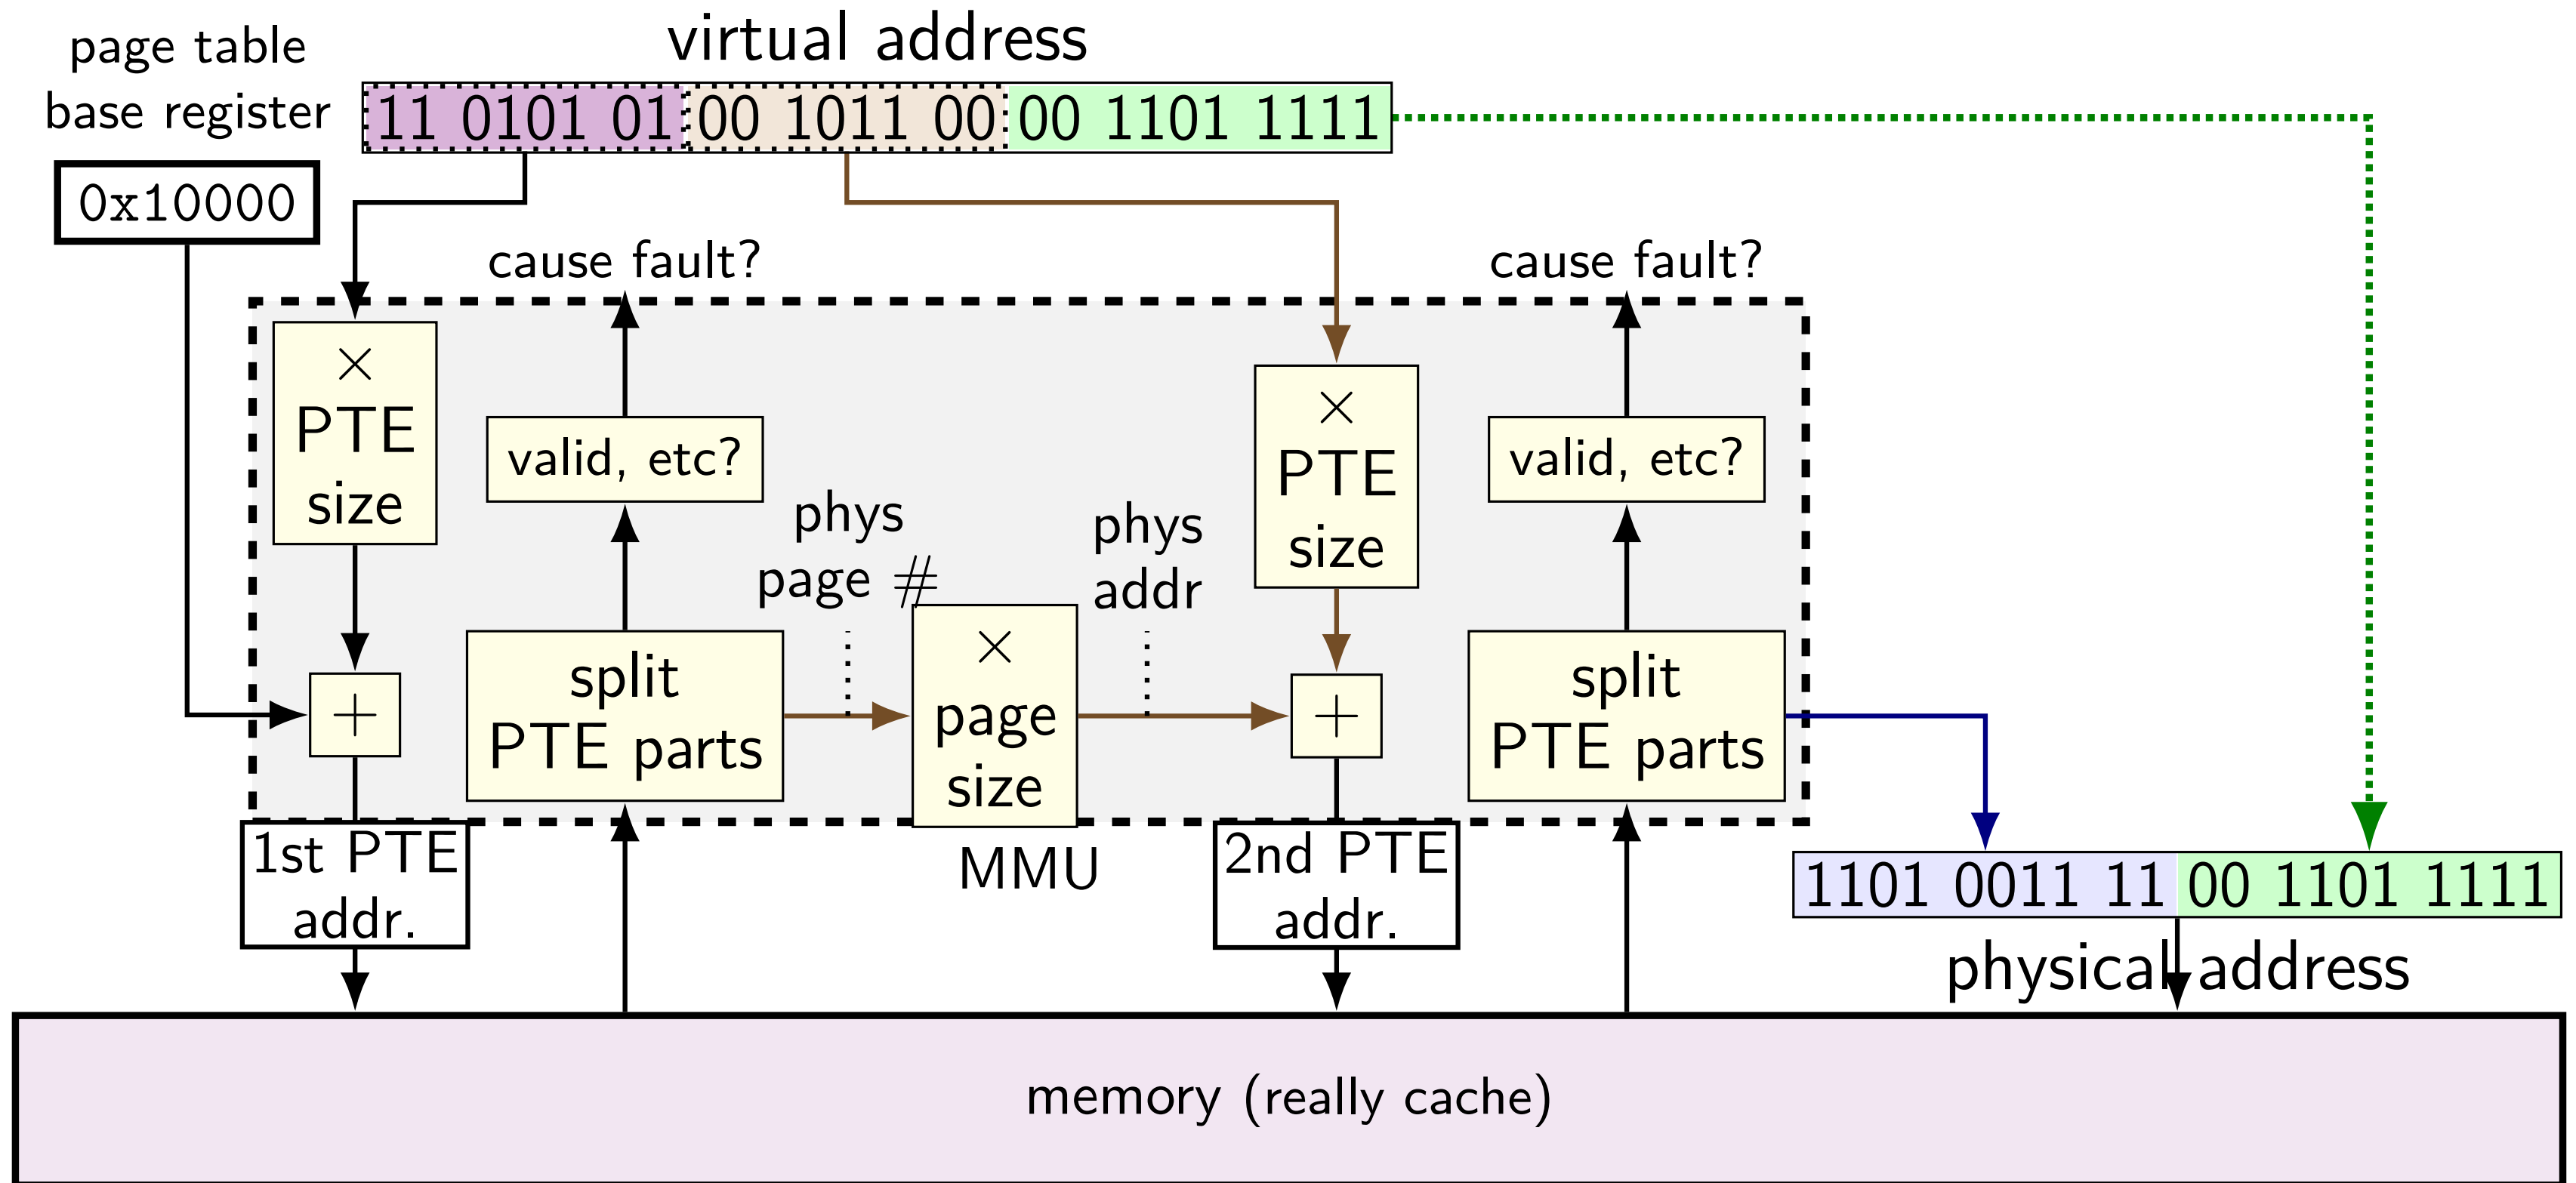 virtual address
page table
base register
11 0101 01 00 1011 00 00 1101 1111
0x10000
cause fault?
cause fault?
×
PTE
size
valid, etc?
phys
page #
phys
addr
×
PTE
size
valid, etc?
+
split
PTE parts
×
page
size
+
split
PTE parts
1st PTE
addr.
MMU
2nd PTE
addr.
1101 0011 11 00 1101 1111
physical address
memory (really cache)